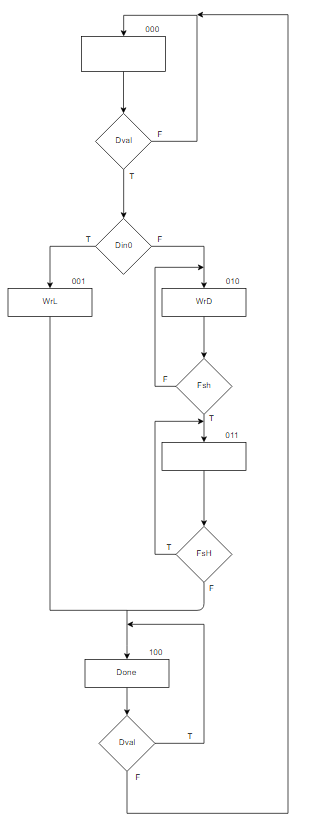 000
Dval
F
T
T
Din0
F
001
010
WrL
WrD
F
Fsh
T
011
T
FsH
F
100
Done
Dval
T
F